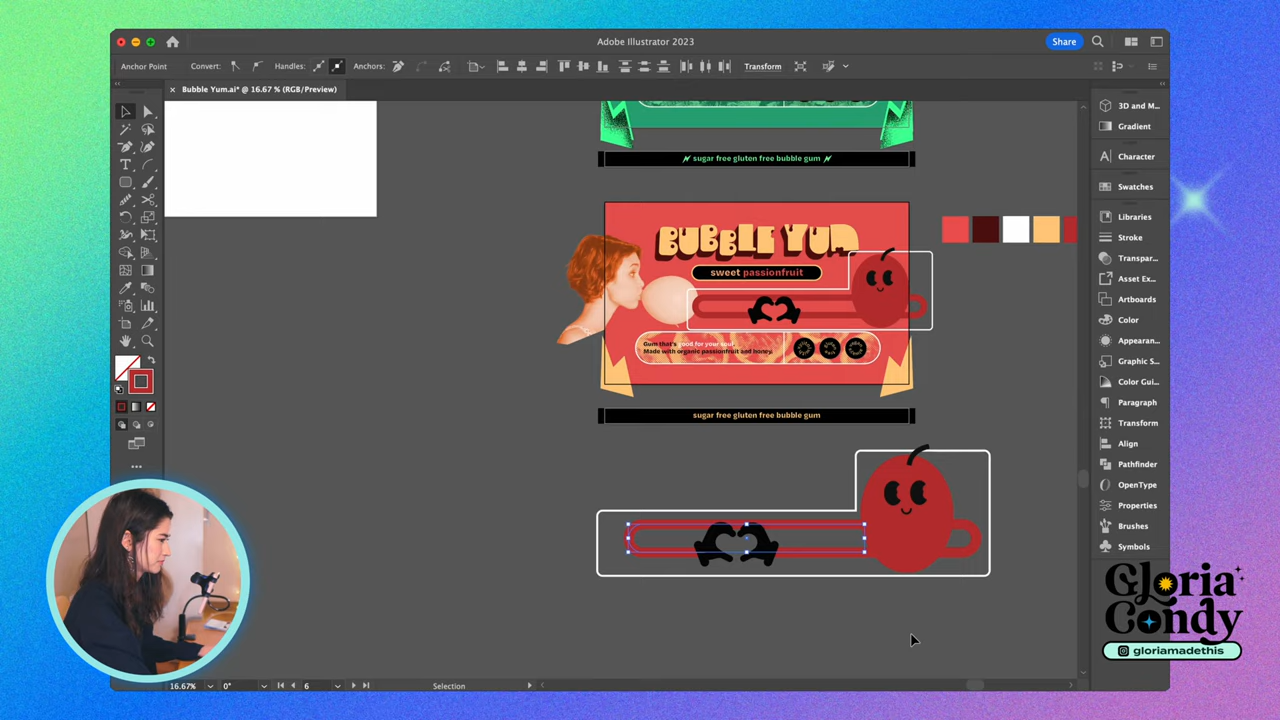 Adobe Illustrator 2023
Share
Anchor Point
Convert:
Handles:
Anchors:
Transform
Bubble Yum.ai* @ 16.67 % (RGB/Preview)
3D and M...
Gradient
Character
Swatches
Libraries
Stroke
Transpar...
Asset Ex...
Artboards
Color
Appearan...
Graphic S...
Color Gui...
Paragraph
Transform
Align
Pathfinder
OpenType
Properties
Brushes
Symbols
sugar free gluten free bubble gum
BUBBLE YUM
sweet passionfruit
Gum that's good for your soul.
Made with organic passionfruit and honey.
sugar free gluten free bubble gum
Gloria
Condy
gloriamadethis
16.67%
0°
6
Selection